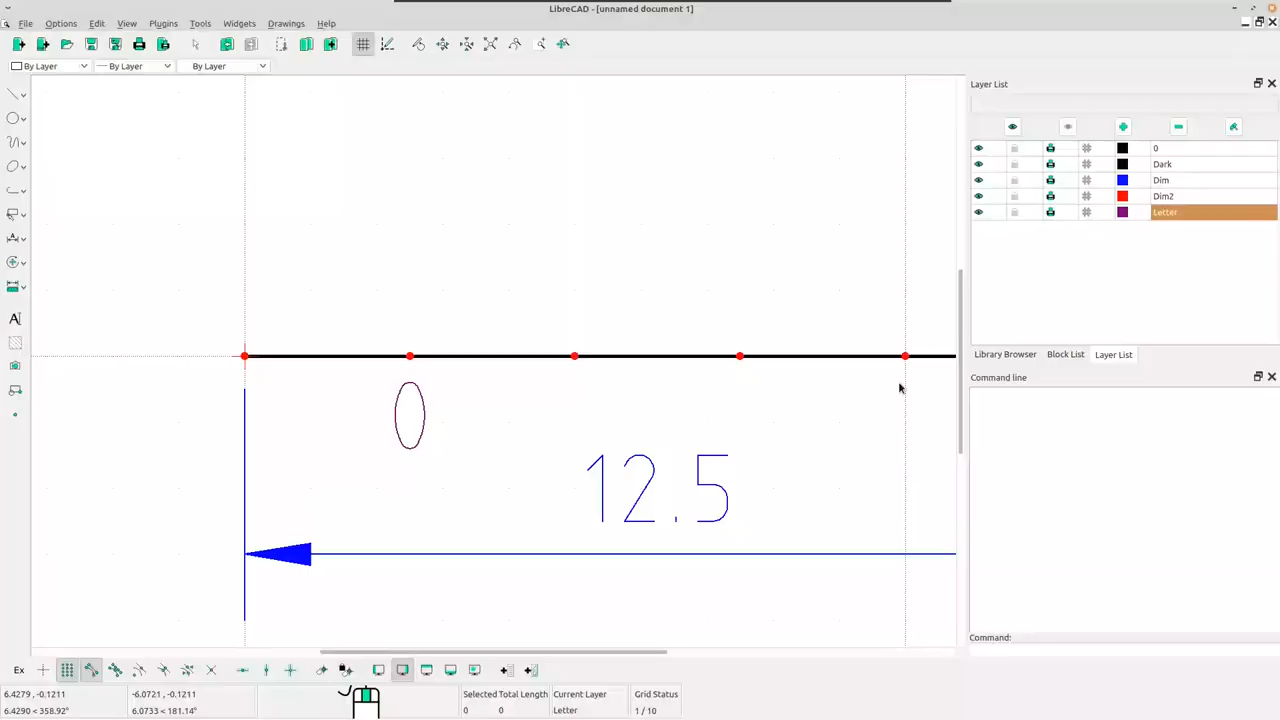 LibreCAD - [unnamed document 1]
File Options Edit View Plugins Tools Widgets Drawings Help
By Layer By Layer By Layer
Layer List
0
Dark
Dim
Dim2
Letter
0
12.5
Library Browser Block List Layer List
Command line
Command:
Ex
6.4279 , -0.1211 -6.0721 , -0.1211 Selected Total Length Current Layer Grid Status
6.4290 < 358.92° 6.0733 < 181.14° 0 0 Letter 1 / 10